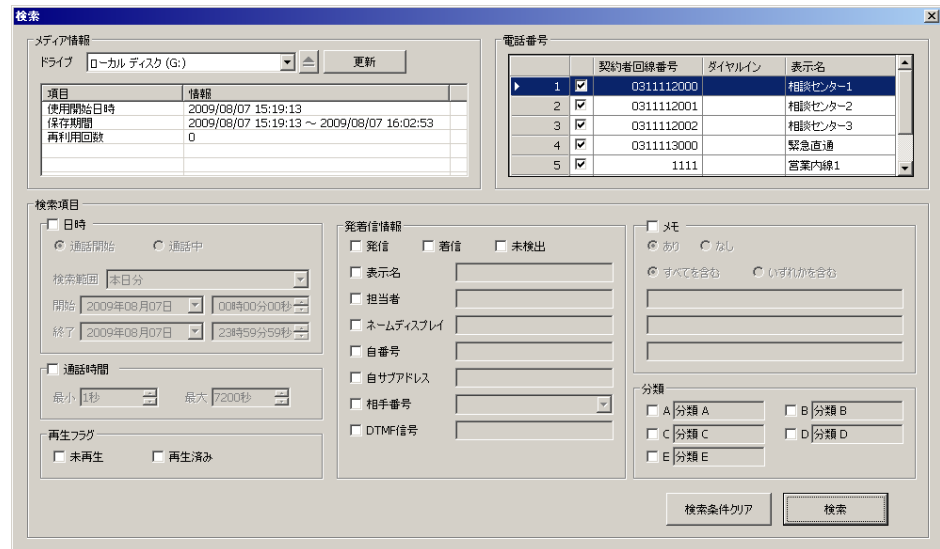 検索
メディア情報
ドライブ ローカル ディスク (G:) 更新
項目 情報
使用開始日時 2009/08/07 15:19:13
保存期間 2009/08/07 15:19:13 ～ 2009/08/07 16:02:53
再利用回数 0
電話番号
契約者回線番号 ダイヤルイン 表示名
1 0311112000 相談センター1
2 0311112001 相談センター2
3 0311112002 相談センター3
4 0311113000 緊急直通
5 1111 営業内線1
検索項目
日時
通話開始 通話中
検索範囲 本日分
開始 2009年08月07日 00時00分00秒
終了 2009年08月07日 23時59分59秒
通話時間
最小 1秒 最大 7200秒
再生フラグ
未再生 再生済み
発着信情報
発信 着信 未検出
表示名
担当者
ネームディスプレイ
自番号
自サブアドレス
相手番号
DTMF信号
メモ
あり なし
すべてを含む いずれかを含む
分類
A 分類 A B 分類 B
C 分類 C D 分類 D
E 分類 E
検索条件クリア 検索